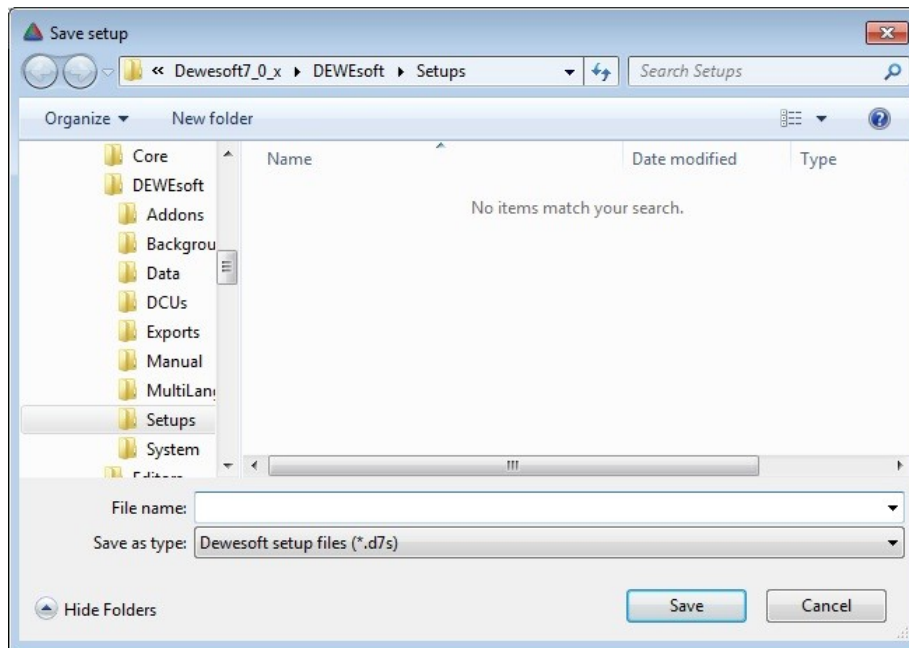 Save setup
« Dewesoft7_0_x ▸ DEWEsoft ▸ Setups
Search Setups
Organize ▾ New folder
Name Date modified Type
No items match your search.
Core
DEWEsoft
Addons
Backgrou
Data
DCUs
Exports
Manual
MultiLan
Setups
System
File name:
Save as type: Dewesoft setup files (*.d7s)
Hide Folders Save Cancel